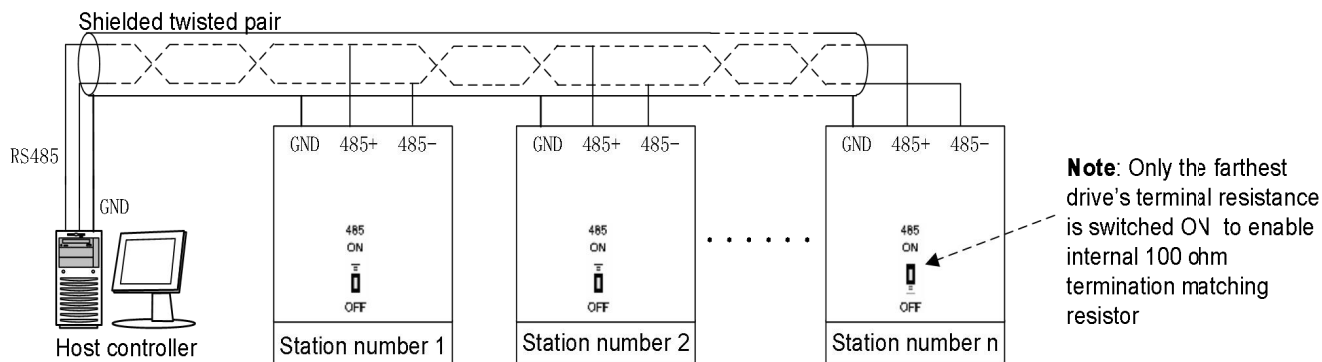 Shielded twisted pair
RS485
GND
Host controller
GND 485+ 485-
485
ON
OFF
Station number 1
GND 485+ 485-
485
ON
OFF
Station number 2
GND 485+ 485-
485
ON
OFF
Station number n
Note: Only the farthest
drive's terminal resistance
is switched ON to enable
internal 100 ohm
termination matching
resistor